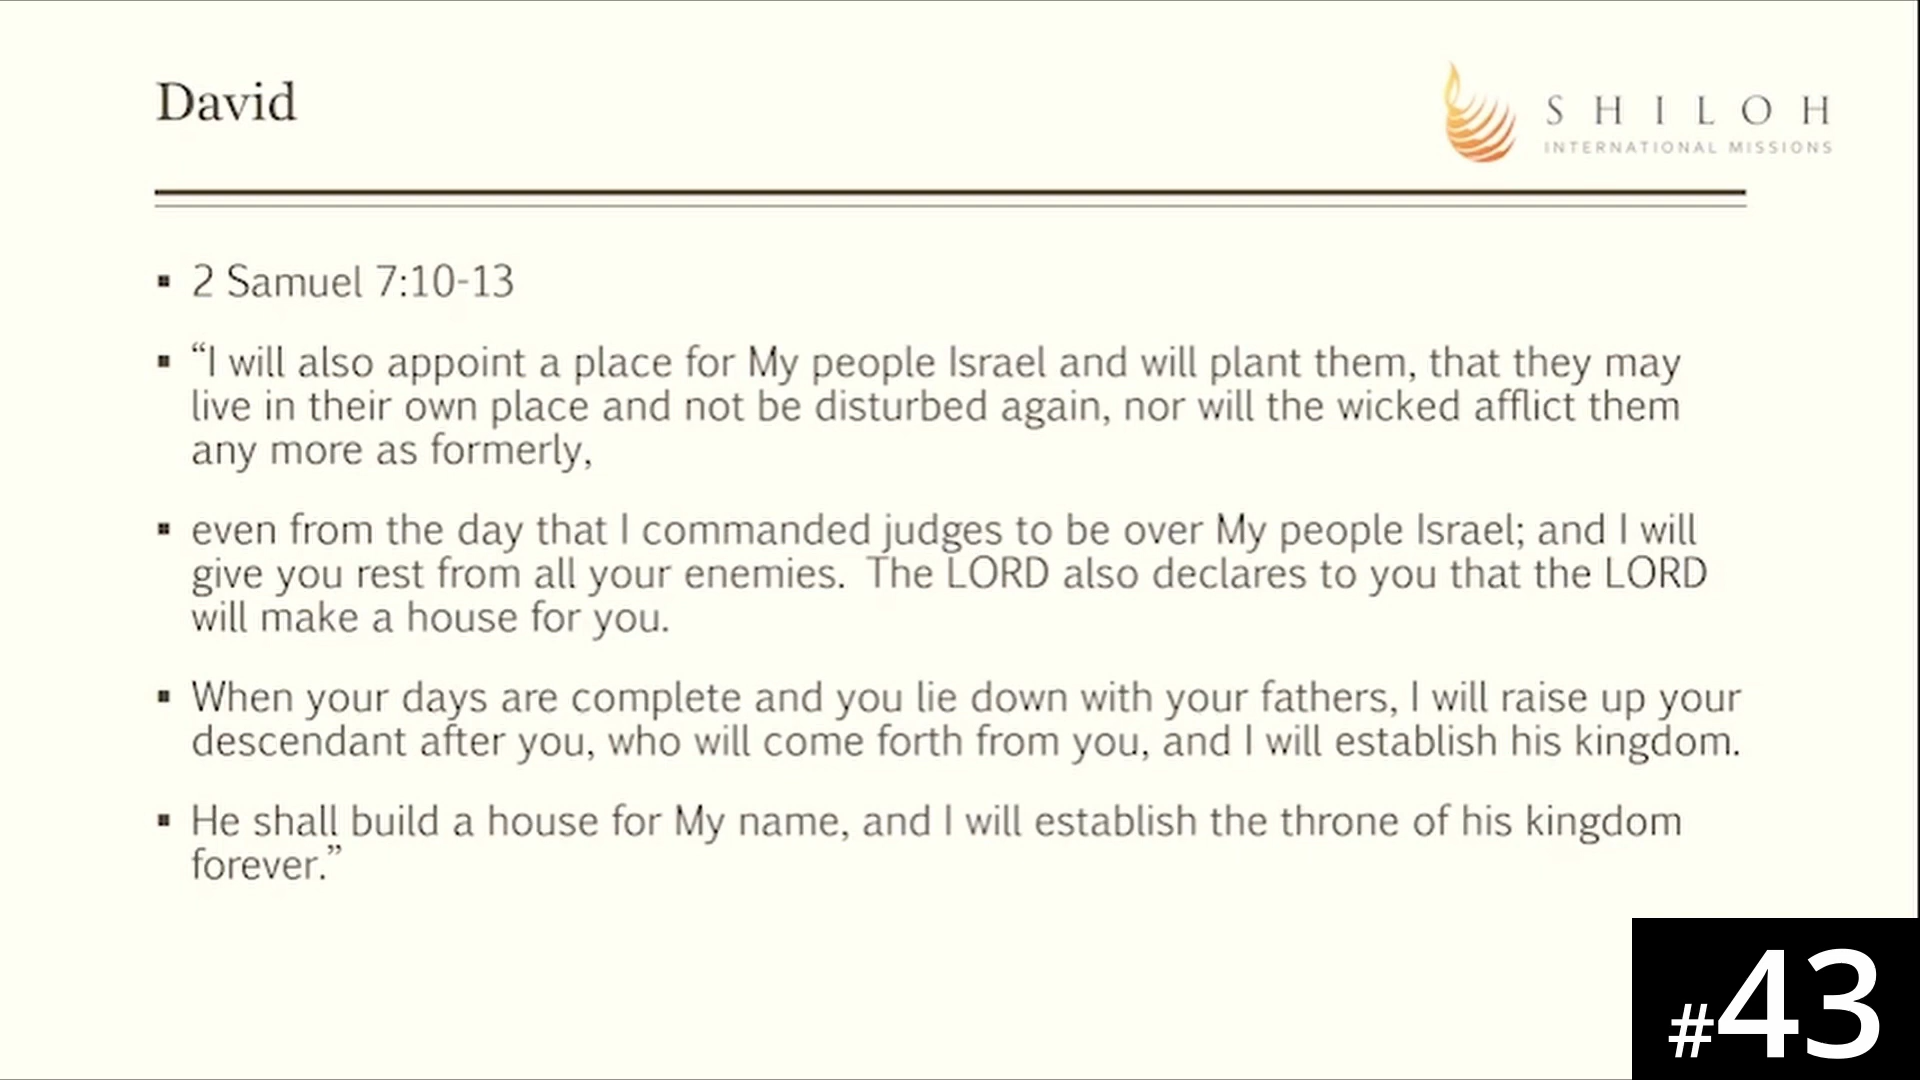 David
SHILOH
INTERNATIONAL MISSIONS
▪ 2 Samuel 7:10-13
▪ “I will also appoint a place for My people Israel and will plant them, that they may
live in their own place and not be disturbed again, nor will the wicked afflict them
any more as formerly,
▪ even from the day that I commanded judges to be over My people Israel; and I will
give you rest from all your enemies.  The LORD also declares to you that the LORD
will make a house for you.
▪ When your days are complete and you lie down with your fathers, I will raise up your
descendant after you, who will come forth from you, and I will establish his kingdom.
▪ He shall build a house for My name, and I will establish the throne of his kingdom
forever.”
#43